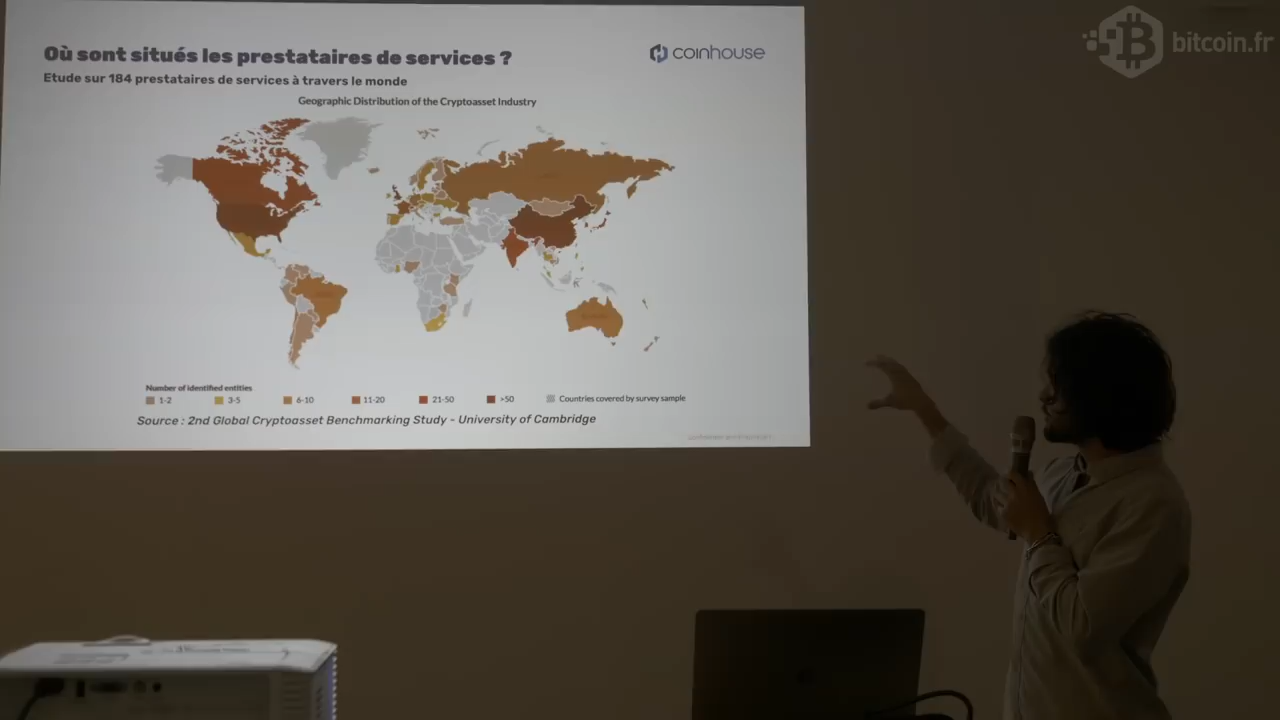 Où sont situés les prestataires de services ?
coinhouse
bitcoin.fr
Etude sur 184 prestataires de services à travers le monde
Geographic Distribution of the Cryptoasset Industry
Number of identified entities
1-2 3-5 6-10 11-20 21-50 >50 Countries covered by survey sample
Source : 2nd Global Cryptoasset Benchmarking Study - University of Cambridge